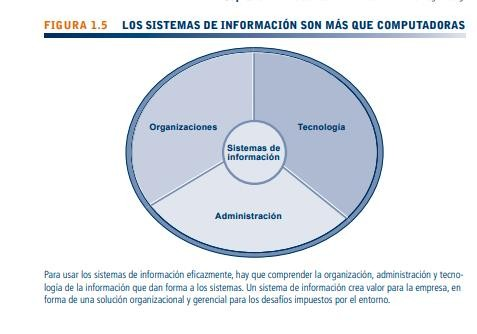 FIGURA 1.5 LOS SISTEMAS DE INFORMACIÓN SON MÁS QUE COMPUTADORAS
Organizaciones
Tecnología
Sistemas de
información
Administración
Para usar los sistemas de información eficazmente, hay que comprender la organización, administración y tecno-
logía de la información que dan forma a los sistemas. Un sistema de información crea valor para la empresa, en
forma de una solución organizacional y gerencial para los desafíos impuestos por el entorno.